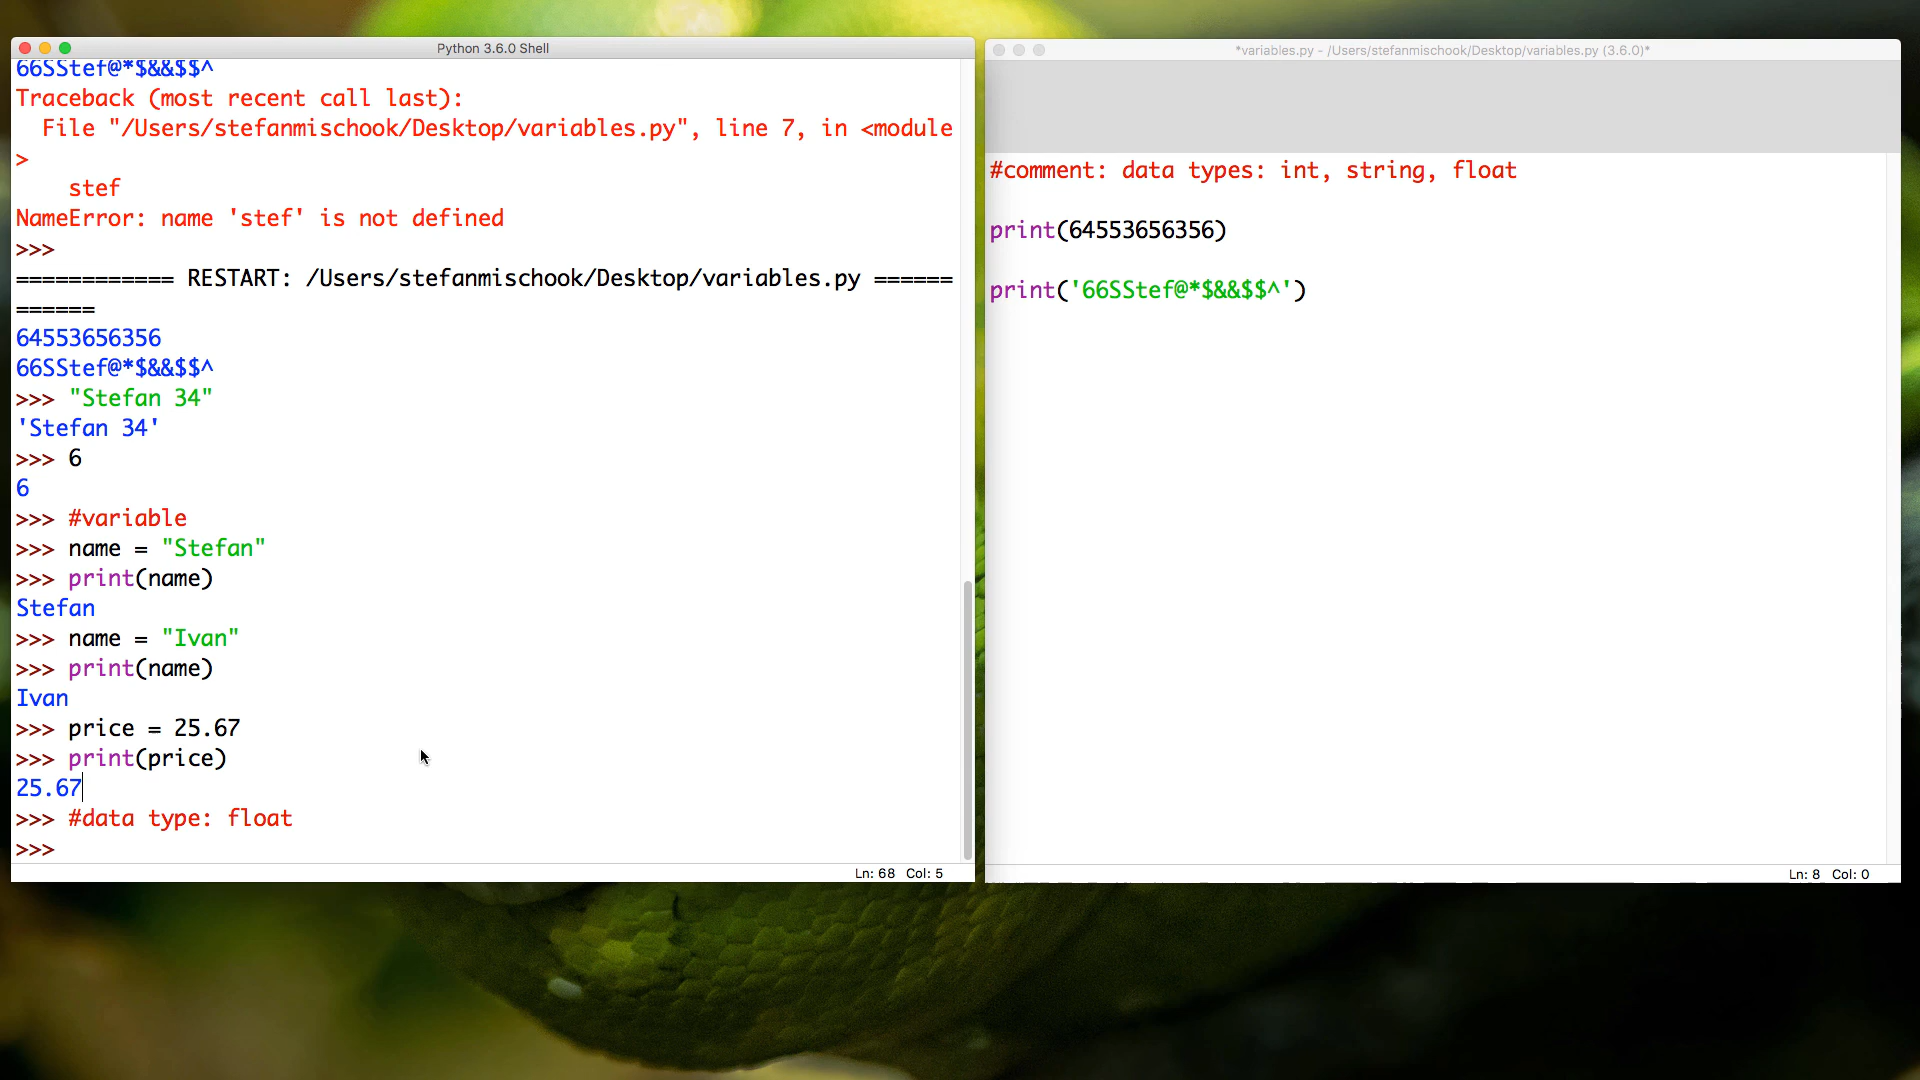 Python 3.6.0 Shell
66SStef@*$&&$$^
Traceback (most recent call last):
File "/Users/stefanmischook/Desktop/variables.py", line 7, in <module
>
stef
NameError: name 'stef' is not defined
>>>
============ RESTART: /Users/stefanmischook/Desktop/variables.py ======
======
64553656356
66SStef@*$&&$$^
>>> "Stefan 34"
'Stefan 34'
>>> 6
6
>>> #variable
>>> name = "Stefan"
>>> print(name)
Stefan
>>> name = "Ivan"
>>> print(name)
Ivan
>>> price = 25.67
>>> print(price)
25.67
>>> #data type: float
>>>
Ln: 68 Col: 5
*variables.py - /Users/stefanmischook/Desktop/variables.py (3.6.0)*
#comment: data types: int, string, float
print(64553656356)
print('66SStef@*$&&$$^')
Ln: 8 Col: 0